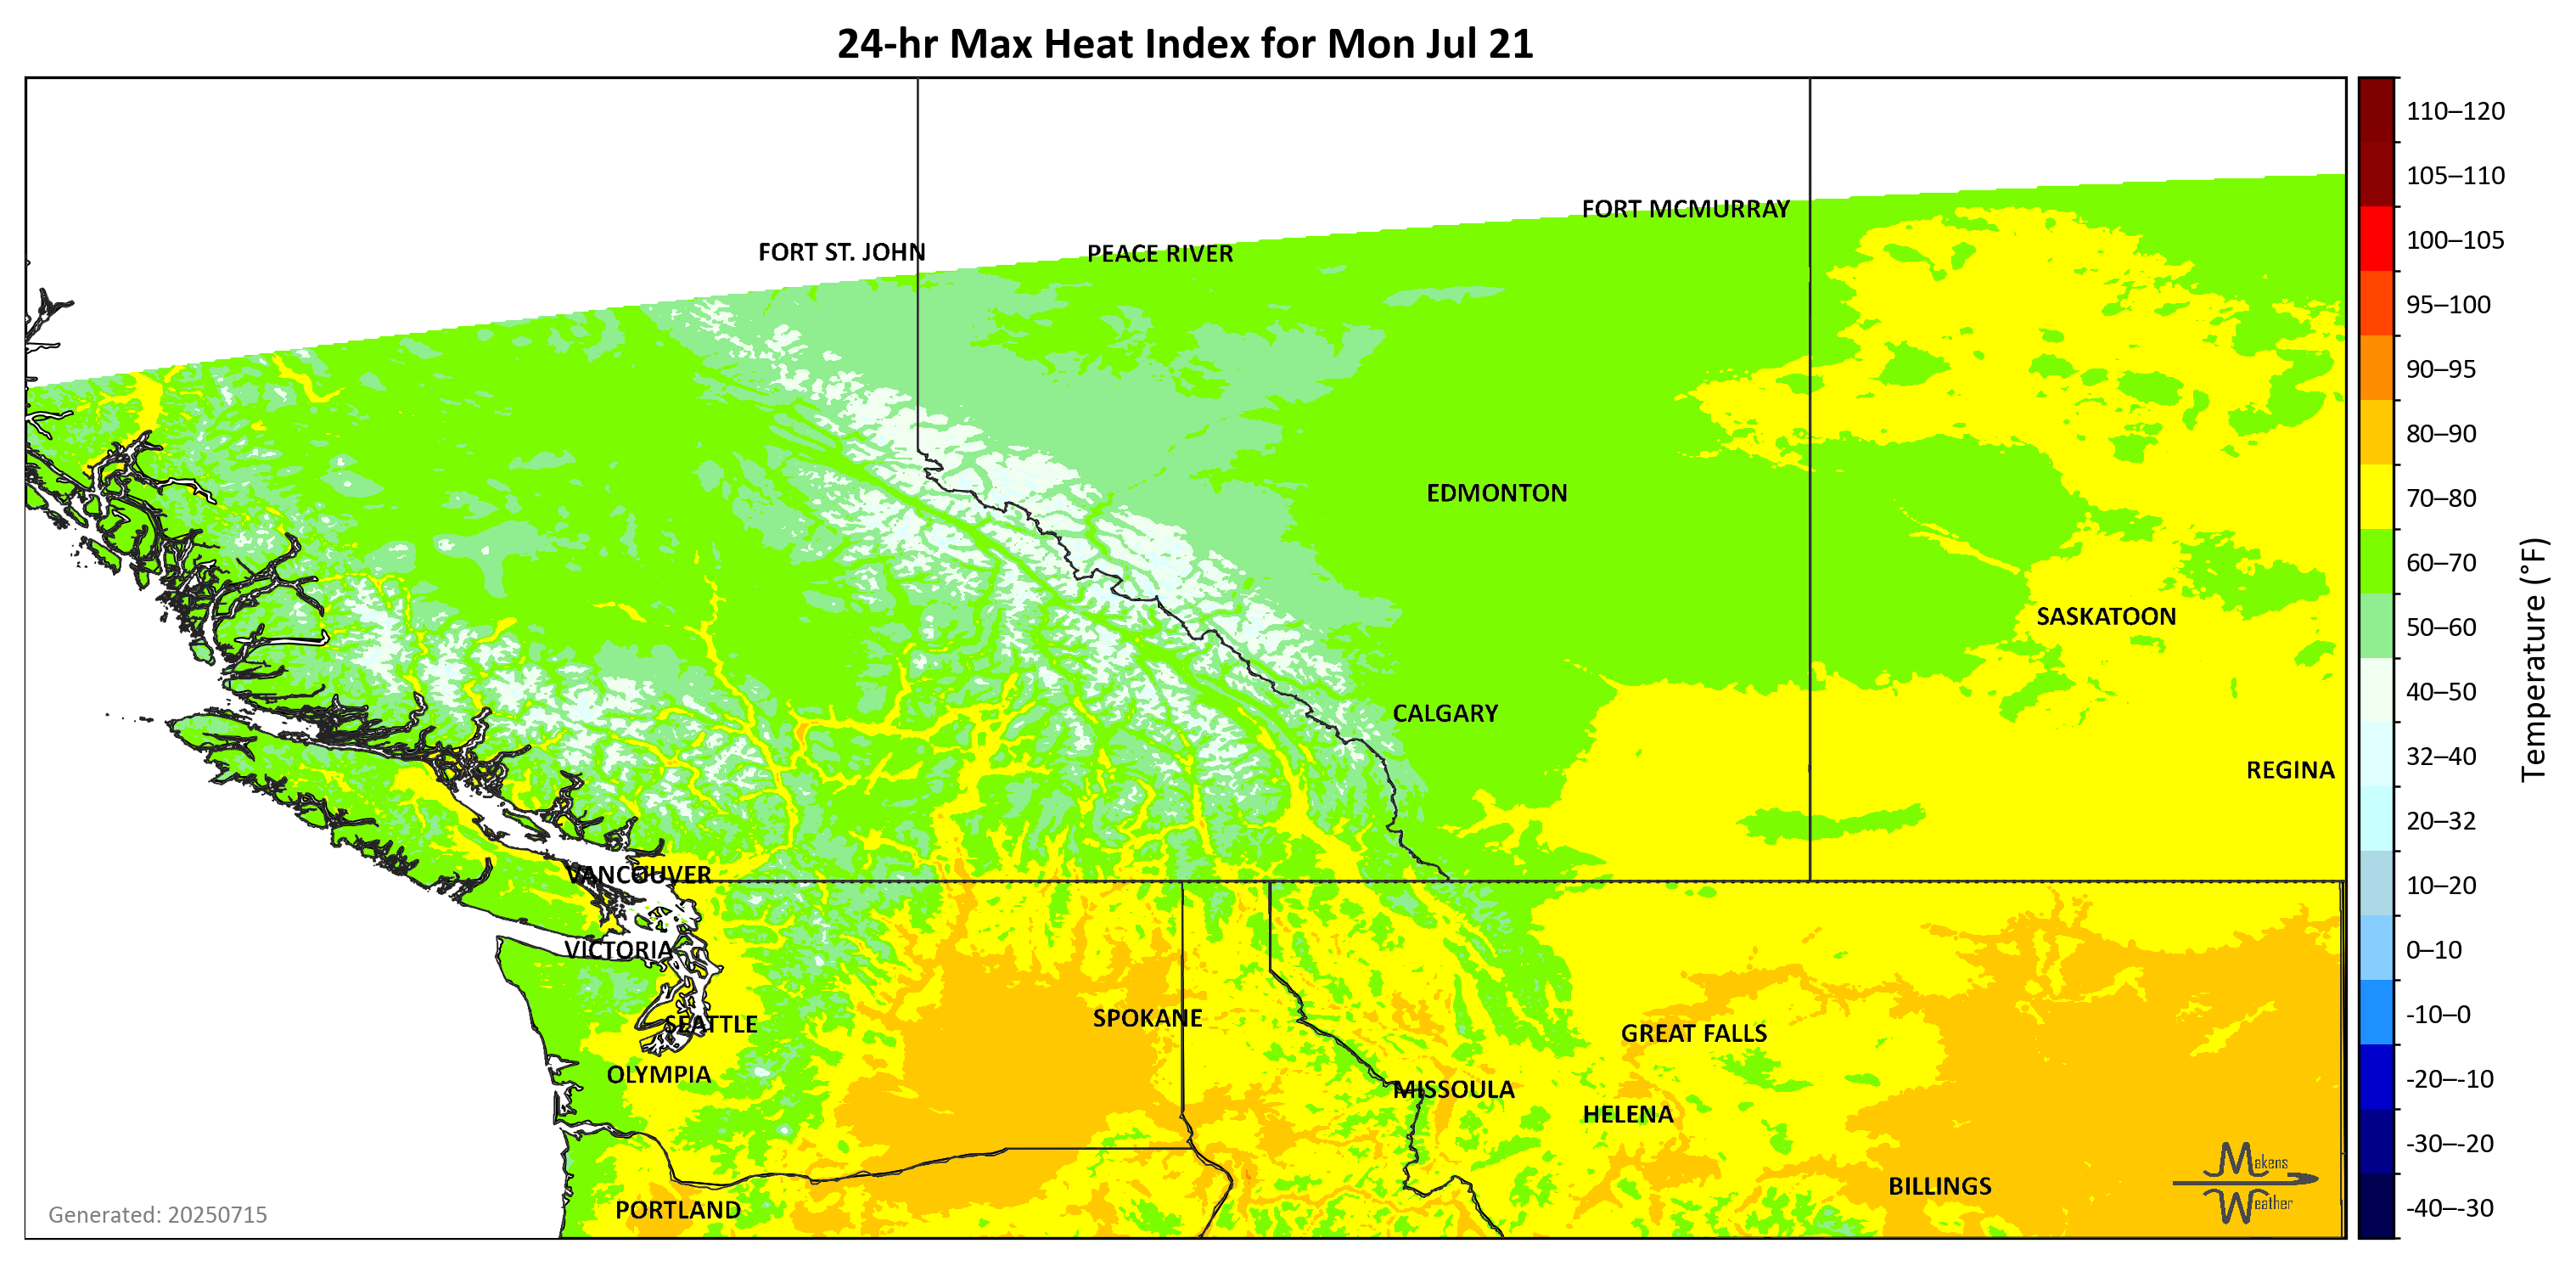 24-hr Max Heat Index for Mon Jul 21
110–120
105–110
FORT MCMURRAY
100–105
FORT ST. JOHN
PEACE RIVER
95–100
90–95
80–90
EDMONTON
70–80
60–70
SASKATOON
50–60
40–50
CALGARY
Temperature (°F)
32–40
REGINA
20–32
VANCOUVER
10–20
VICTORIA
0–10
SEATTLE
SPOKANE
GREAT FALLS
-10–0
OLYMPIA
MISSOULA
-20–-10
HELENA
-30–-20
Makens
Weather
BILLINGS
PORTLAND
-40–-30
Generated: 20250715